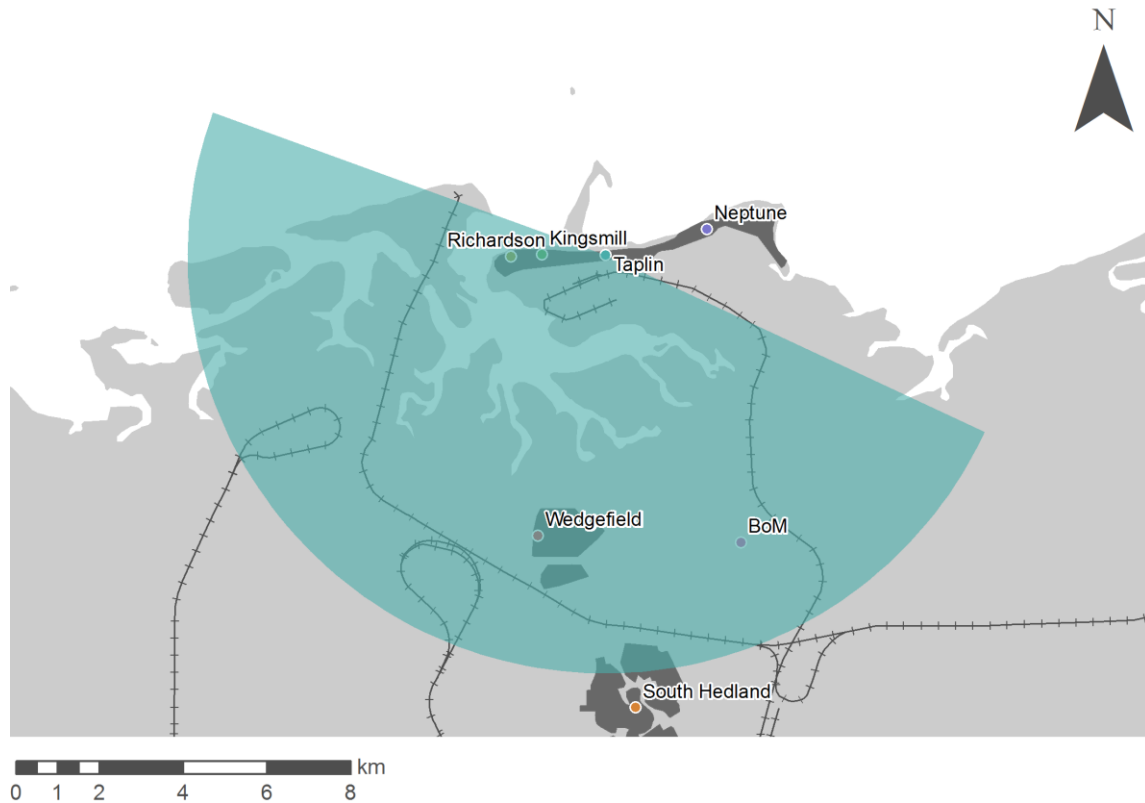 N
Neptune
Richardson Kingsmill
Taplin
Wedgefield
BoM
South Hedland
km
0 1 2 4 6 8